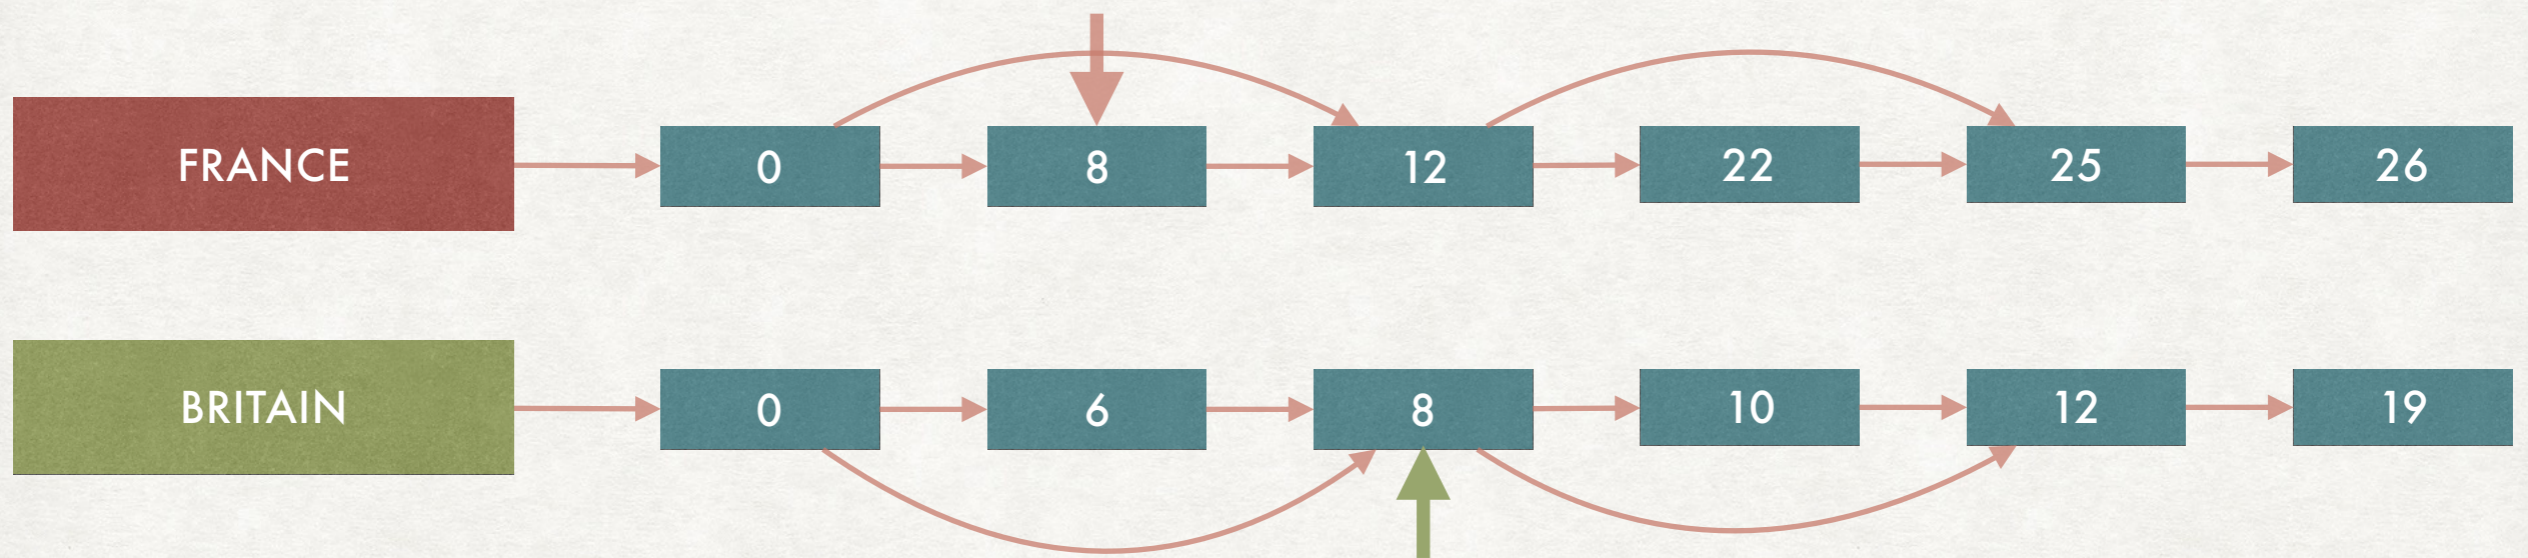 FRANCE 0 8 12 22 25 26
BRITAIN 0 6 8 10 12 19